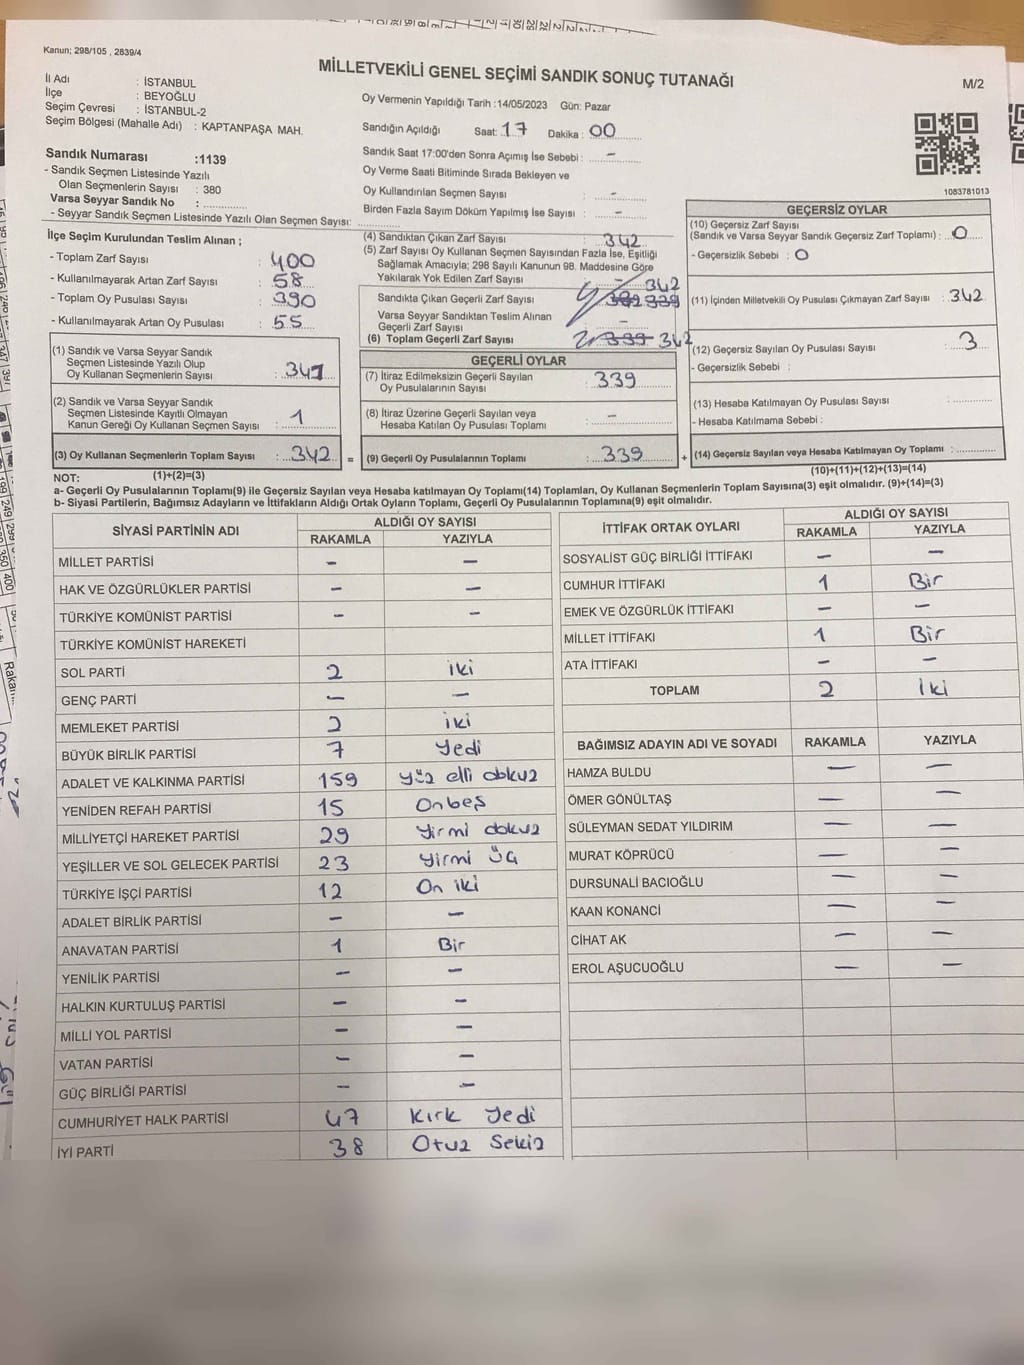 Kanun; 298/105 , 2839/4
MİLLETVEKİLİ GENEL SEÇİMİ SANDIK SONUÇ TUTANAĞI
M/2
İl Adı : İSTANBUL
İlçe : BEYOĞLU
Seçim Çevresi : İSTANBUL-2
Seçim Bölgesi (Mahalle Adı) : KAPTANPAŞA MAH.
Oy Vermenin Yapıldığı Tarih :14/05/2023 Gün: Pazar
Sandığın Açıldığı Saat: 17 Dakika : 00
Sandık Saat 17:00'den Sonra Açımış İse Sebebi : -
Oy Verme Saati Bitiminde Sırada Bekleyen ve
Oy Kullandırılan Seçmen Sayısı : -
Birden Fazla Sayım Döküm Yapılmış İse Sayısı : -
1083781013
Sandık Numarası :1139
- Sandık Seçmen Listesinde Yazılı
Olan Seçmenlerin Sayısı : 380
Varsa Seyyar Sandık No :
- Seyyar Sandık Seçmen Listesinde Yazılı Olan Seçmen Sayısı:
İlçe Seçim Kurulundan Teslim Alınan ;
- Toplam Zarf Sayısı : 400
- Kullanılmayarak Artan Zarf Sayısı : 58
- Toplam Oy Pusulası Sayısı : 390
- Kullanılmayarak Artan Oy Pusulası : 55
(1) Sandık ve Varsa Seyyar Sandık
Seçmen Listesinde Yazılı Olup
Oy Kullanan Seçmenlerin Sayısı : 341
(2) Sandık ve Varsa Seyyar Sandık
Seçmen Listesinde Kayıtlı Olmayan
Kanun Gereği Oy Kullanan Seçmen Sayısı : 1
(3) Oy Kullanan Seçmenlerin Toplam Sayısı : 342 =
(4) Sandıktan Çıkan Zarf Sayısı : 342
(5) Zarf Sayısı Oy Kullanan Seçmen Sayısından Fazla İse, Eşitliği
Sağlamak Amacıyla; 298 Sayılı Kanunun 98. Maddesine Göre
Yakılarak Yok Edilen Zarf Sayısı : -
Sandıkta Çıkan Geçerli Zarf Sayısı : 339 342
Varsa Seyyar Sandıktan Teslim Alınan
Geçerli Zarf Sayısı : -
(6) Toplam Geçerli Zarf Sayısı : 339 342
GEÇERLİ OYLAR
(7) İtiraz Edilmeksizin Geçerli Sayılan
Oy Pusulalarının Sayısı : 339
(8) İtiraz Üzerine Geçerli Sayılan veya
Hesaba Katılan Oy Pusulası Toplamı : -
(9) Geçerli Oy Pusulalarının Toplamı : 339 +
GEÇERSİZ OYLAR
(10) Geçersiz Zarf Sayısı
(Sandık ve Varsa Seyyar Sandık Geçersiz Zarf Toplamı) : 0
- Geçersizlik Sebebi : 0
(11) İçinden Milletvekili Oy Pusulası Çıkmayan Zarf Sayısı : 342
(12) Geçersiz Sayılan Oy Pusulası Sayısı : 3
- Geçersizlik Sebebi :
(13) Hesaba Katılmayan Oy Pusulası Sayısı :
- Hesaba Katılmama Sebebi :
(14) Geçersiz Sayılan veya Hesaba Katılmayan Oy Toplamı :
NOT: (1)+(2)=(3) (10)+(11)+(12)+(13)=(14)
a- Geçerli Oy Pusulalarının Toplamı(9) ile Geçersiz Sayılan veya Hesaba katılmayan Oy Toplamı(14) Toplamları, Oy Kullanan Seçmenlerin Toplam Sayısına(3) eşit olmalıdır. (9)+(14)=(3)
b- Siyasi Partilerin, Bağımsız Adayların ve İttifakların Aldığı Ortak Oyların Toplamı, Geçerli Oy Pusulalarının Toplamına(9) eşit olmalıdır.
SİYASİ PARTİNİN ADI ALDIĞI OY SAYISI
RAKAMLA YAZIYLA
MİLLET PARTİSİ - -
HAK VE ÖZGÜRLÜKLER PARTİSİ - -
TÜRKİYE KOMÜNİST PARTİSİ - -
TÜRKİYE KOMÜNİST HAREKETİ
SOL PARTİ 2 iki
GENÇ PARTİ - -
MEMLEKET PARTİSİ 2 iki
BÜYÜK BİRLİK PARTİSİ 7 Yedi
ADALET VE KALKINMA PARTİSİ 159 yüz elli dokuz
YENİDEN REFAH PARTİSİ 15 Onbeş
MİLLİYETÇİ HAREKET PARTİSİ 29 Yirmi dokuz
YEŞİLLER VE SOL GELECEK PARTİSİ 23 Yirmi üç
TÜRKİYE İŞÇİ PARTİSİ 12 On iki
ADALET BİRLİK PARTİSİ - -
ANAVATAN PARTİSİ 1 Bir
YENİLİK PARTİSİ - -
HALKIN KURTULUŞ PARTİSİ - -
MİLLİ YOL PARTİSİ - -
VATAN PARTİSİ - -
GÜÇ BİRLİĞİ PARTİSİ - -
CUMHURİYET HALK PARTİSİ 47 Kırk Yedi
İYİ PARTİ 38 Otuz Sekiz
İTTİFAK ORTAK OYLARI ALDIĞI OY SAYISI
RAKAMLA YAZIYLA
SOSYALİST GÜÇ BİRLİĞİ İTTİFAKI - -
CUMHUR İTTİFAKI 1 Bir
EMEK VE ÖZGÜRLÜK İTTİFAKI - -
MİLLET İTTİFAKI 1 Bir
ATA İTTİFAKI - -
TOPLAM 2 İki
BAĞIMSIZ ADAYIN ADI VE SOYADI RAKAMLA YAZIYLA
HAMZA BULDU - -
ÖMER GÖNÜLTAŞ - -
SÜLEYMAN SEDAT YILDIRIM - -
MURAT KÖPRÜCÜ - -
DURSUNALİ BACIOĞLU - -
KAAN KONANCİ - -
CİHAT AK - -
EROL AŞUCUOĞLU - -